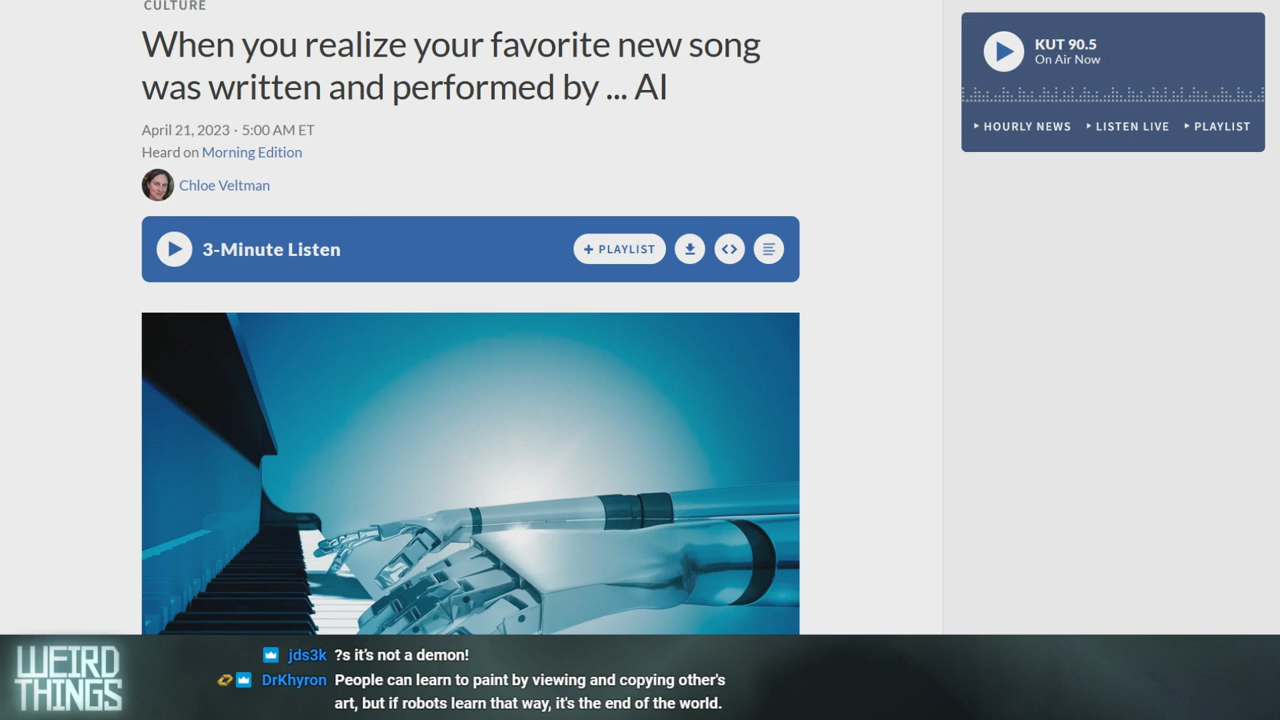 CULTURE
When you realize your favorite new song
was written and performed by ... AI
April 21, 2023 · 5:00 AM ET
Heard on Morning Edition
Chloe Veltman
3-Minute Listen
+ PLAYLIST
KUT 90.5
On Air Now
HOURLY NEWS
LISTEN LIVE
PLAYLIST
WEIRD
THINGS
jds3k ?s it's not a demon!
DrKhyron People can learn to paint by viewing and copying other's
art, but if robots learn that way, it's the end of the world.